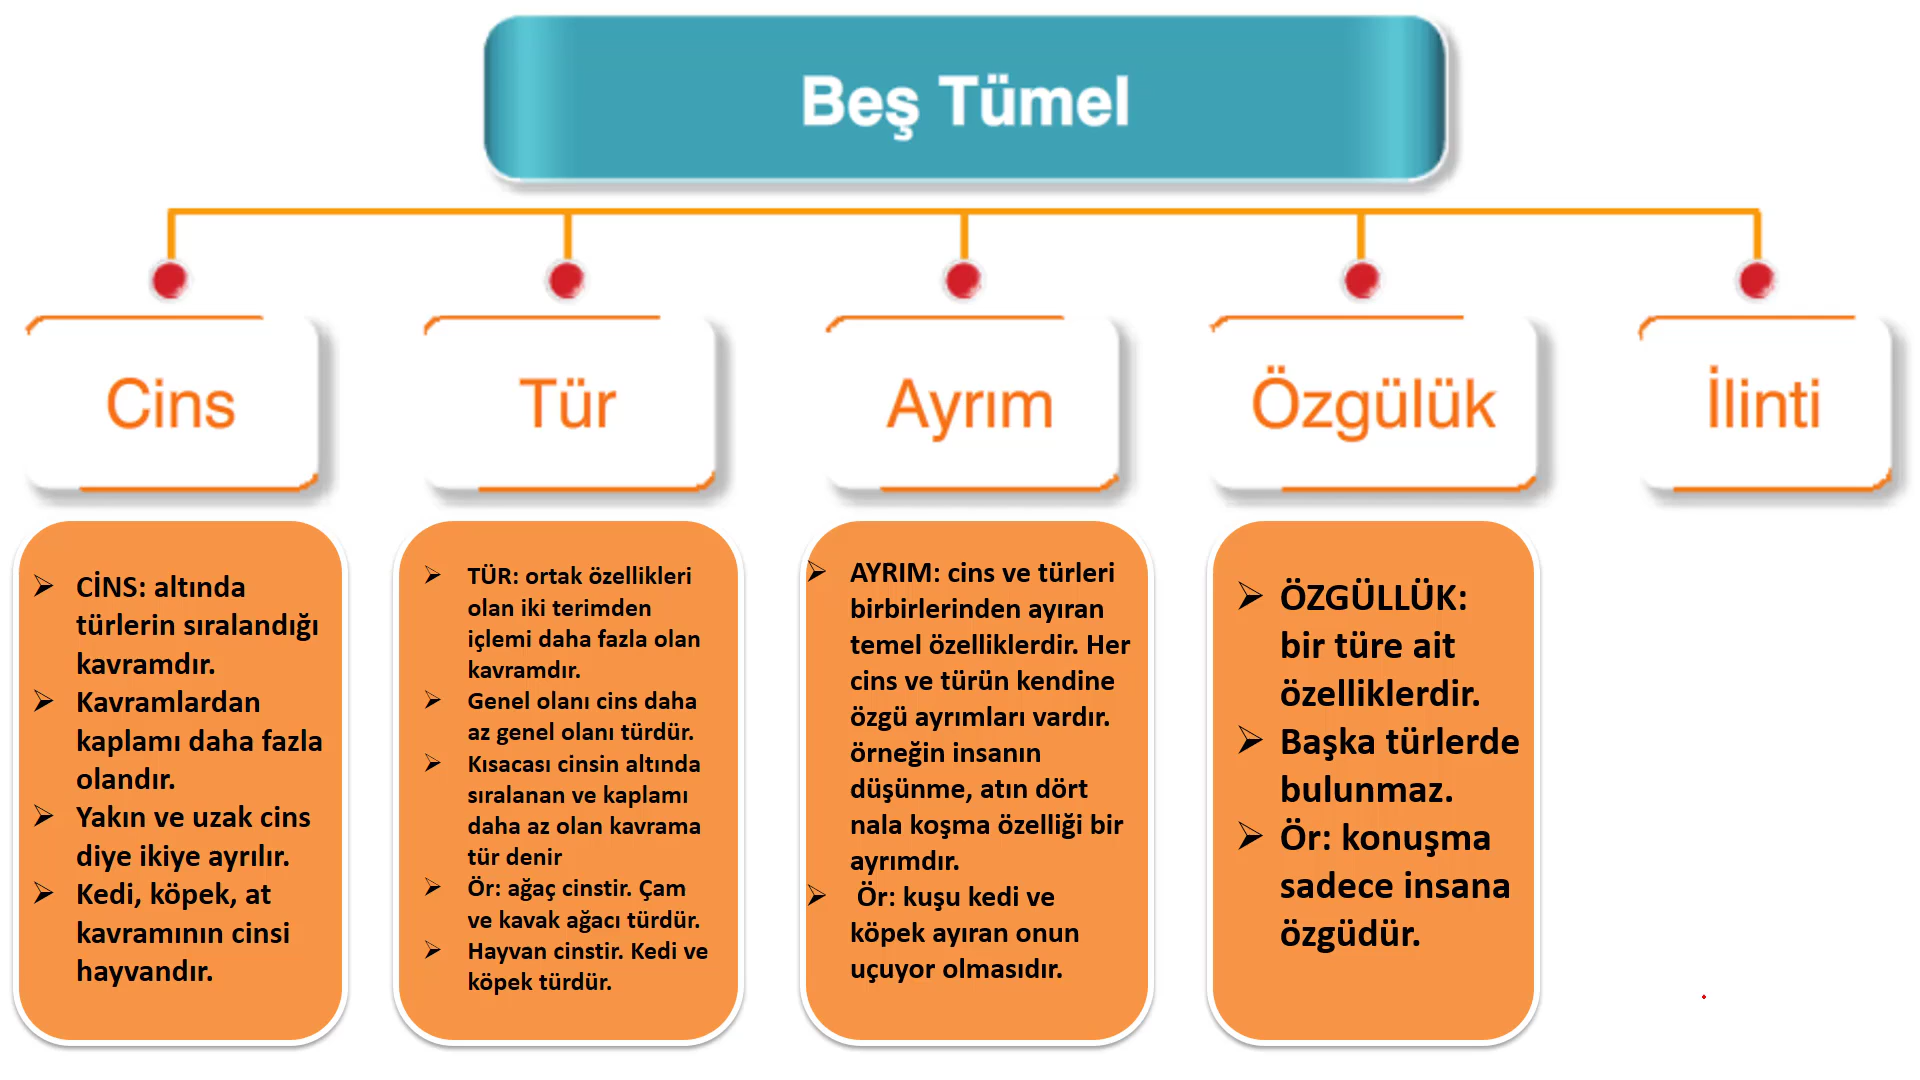 Beş Tümel
Cins
Tür
Ayrım
Özgülük
İlinti
➢ CİNS: altında
türlerin sıralandığı
kavramdır.
➢ Kavramlardan
kaplamı daha fazla
olandır.
➢ Yakın ve uzak cins
diye ikiye ayrılır.
➢ Kedi, köpek, at
kavramının cinsi
hayvandır.
➢ TÜR: ortak özellikleri
olan iki terimden
içlemi daha fazla olan
kavramdır.
➢ Genel olanı cins daha
az genel olanı türdür.
➢ Kısacası cinsin altında
sıralanan ve kaplamı
daha az olan kavrama
tür denir
➢ Ör: ağaç cinstir. Çam
ve kavak ağacı türdür.
➢ Hayvan cinstir. Kedi ve
köpek türdür.
➢ AYRIM: cins ve türleri
birbirlerinden ayıran
temel özelliklerdir. Her
cins ve türün kendine
özgü ayrımları vardır.
örneğin insanın
düşünme, atın dört
nala koşma özelliği bir
ayrımdır.
➢ Ör: kuşu kedi ve
köpek ayıran onun
uçuyor olmasıdır.
➢ ÖZGÜLLÜK:
bir türe ait
özelliklerdir.
➢ Başka türlerde
bulunmaz.
➢ Ör: konuşma
sadece insana
özgüdür.